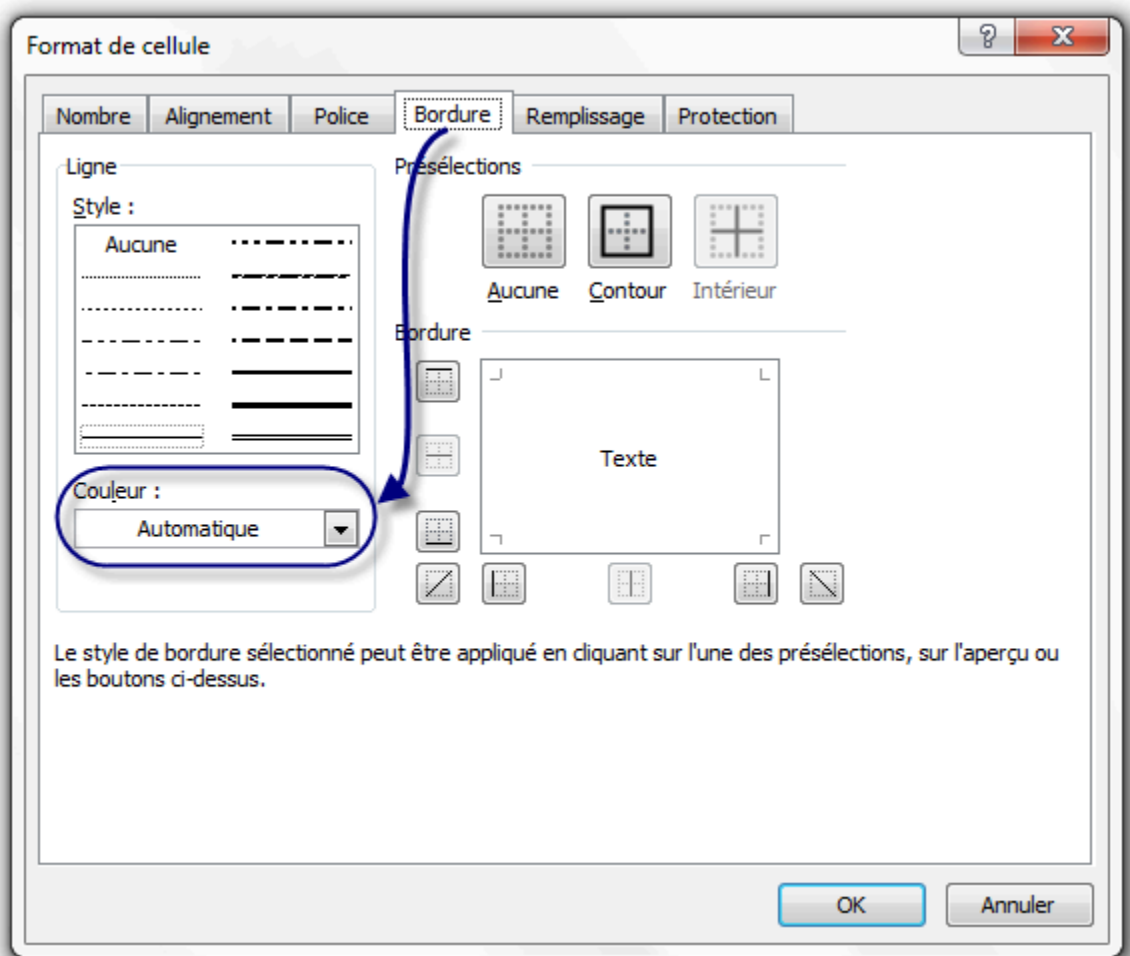 Format de cellule
Nombre Alignement Police Bordure Remplissage Protection
Ligne
Style :
Aucune
Couleur :
Automatique
Présélections
Aucune Contour Intérieur
Bordure
Texte
Le style de bordure sélectionné peut être appliqué en cliquant sur l'une des présélections, sur l'aperçu ou
les boutons ci-dessus.
OK Annuler